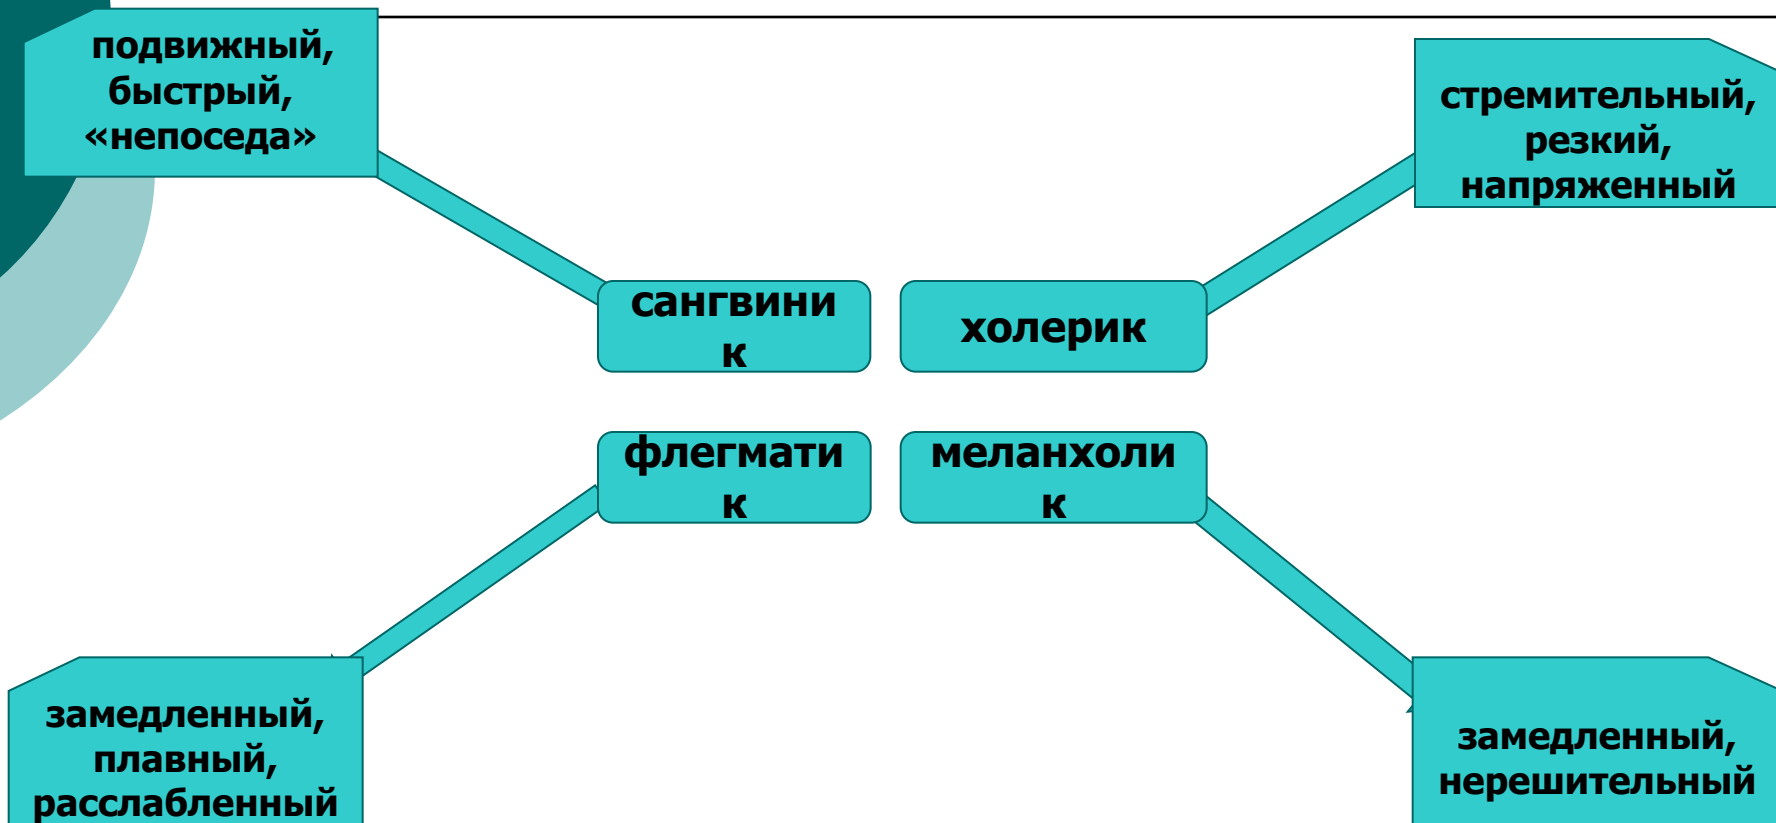 подвижный,
быстрый,
«непоседа»
стремительный,
резкий,
напряженный
сангвини
к
холерик
флегмати
к
меланхоли
к
замедленный,
плавный,
расслабленный
замедленный,
нерешительный